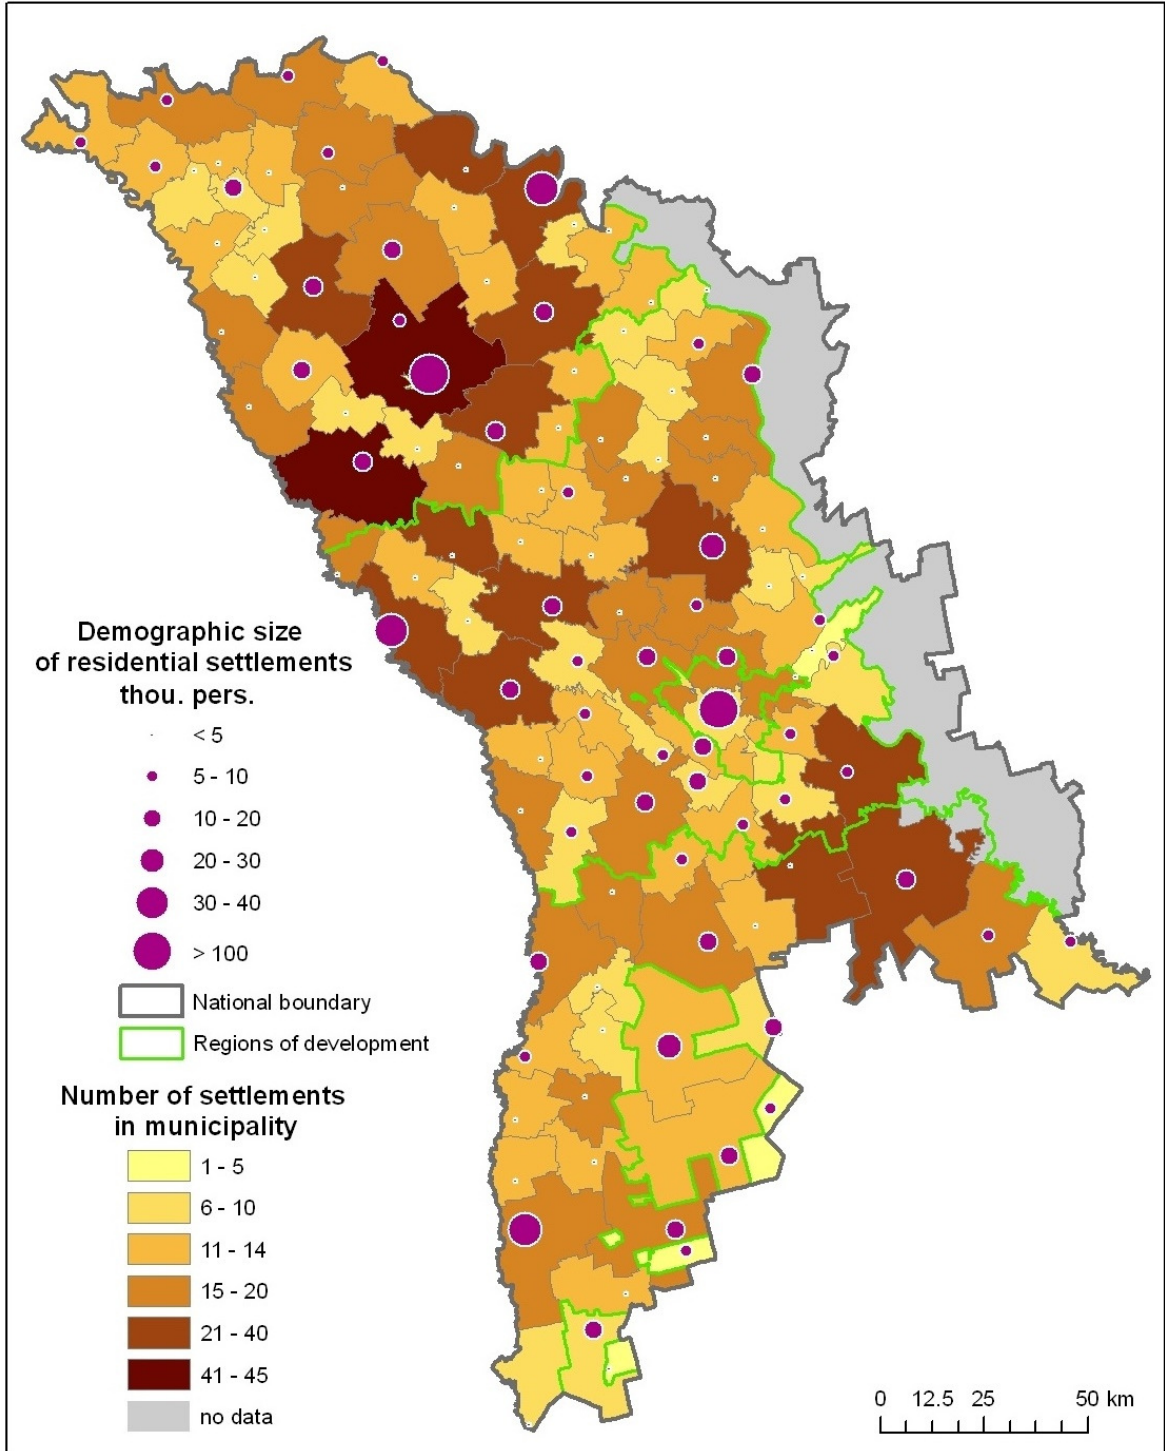 Demographic size
of residential settlements
thou. pers.
< 5
5 - 10
10 - 20
20 - 30
30 - 40
> 100
National boundary
Regions of development
Number of settlements
in municipality
1 - 5
6 - 10
11 - 14
15 - 20
21 - 40
41 - 45
no data
0 12.5 25 50 km